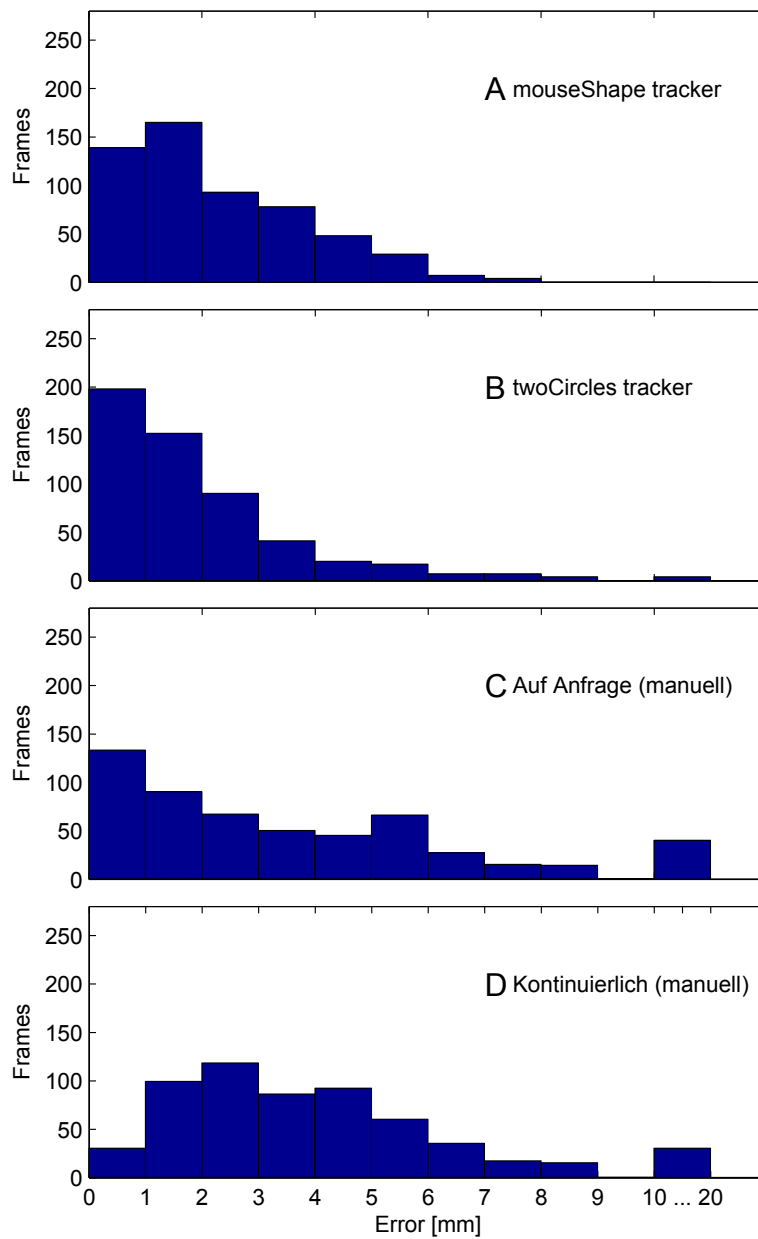 250
200
150
100
50
0
Frames
A mouseShape tracker
250
200
150
100
50
0
Frames
B twoCircles tracker
250
200
150
100
50
0
Frames
C Auf Anfrage (manuell)
250
200
150
100
50
0
Frames
D Kontinuierlich (manuell)
0 1 2 3 4 5 6 7 8 9 10 ... 20
Error [mm]